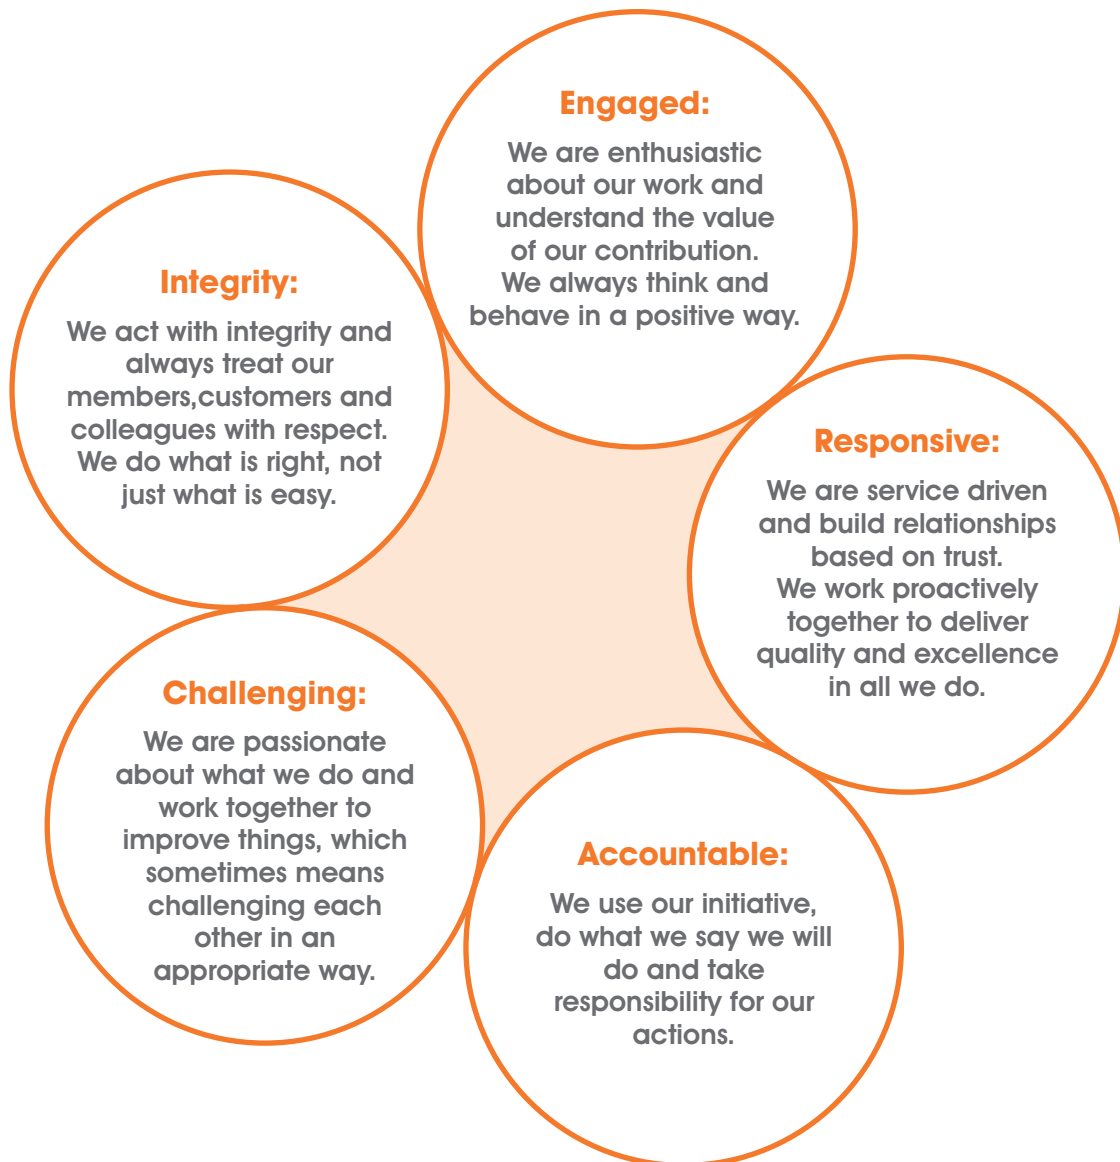 Engaged:
We are enthusiastic
about our work and
understand the value
of our contribution.
We always think and
behave in a positive way.
Integrity:
We act with integrity and
always treat our
members,customers and
colleagues with respect.
We do what is right, not
just what is easy.
Responsive:
We are service driven
and build relationships
based on trust.
We work proactively
together to deliver
quality and excellence
in all we do.
Challenging:
We are passionate
about what we do and
work together to
improve things, which
sometimes means
challenging each
other in an
appropriate way.
Accountable:
We use our initiative,
do what we say we will
do and take
responsibility for our
actions.